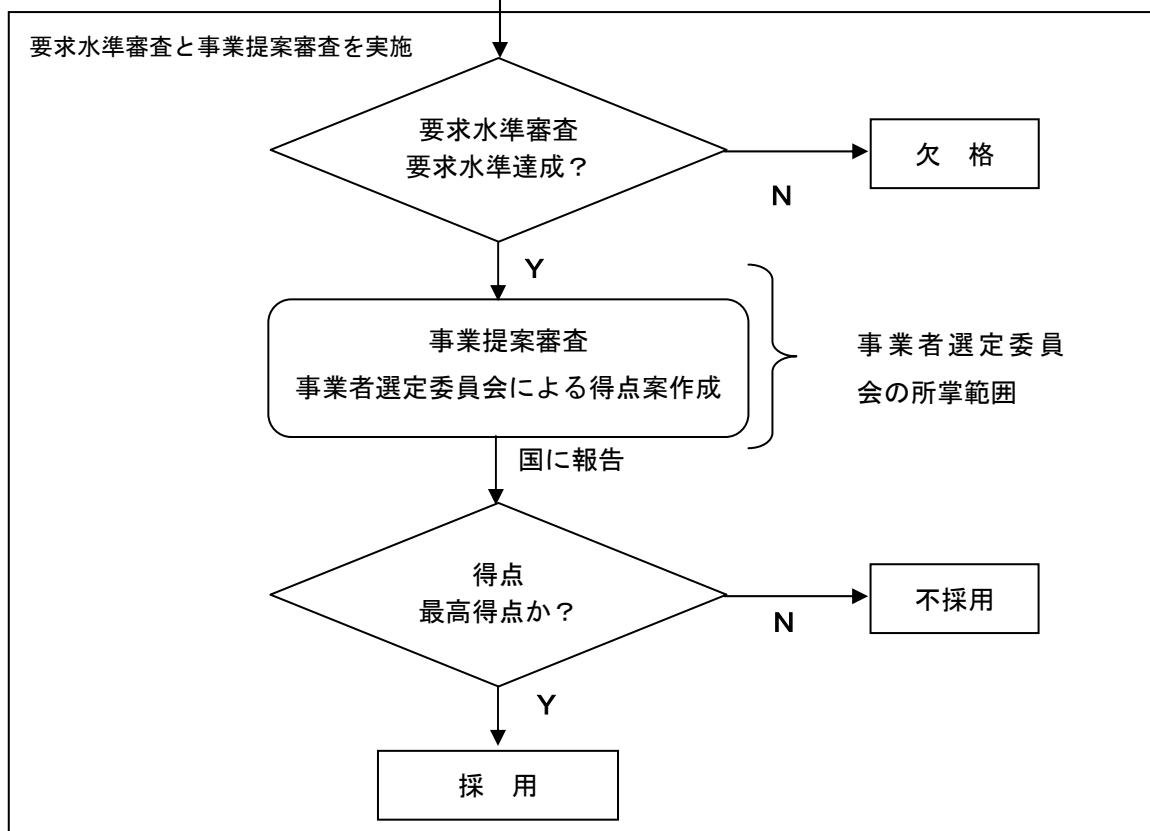 要求水準審査と事業提案審査を実施
要求水準審査
要求水準達成？
欠　格
N
Y
事業提案審査
事業者選定委員会による得点案作成
事業者選定委員
会の所掌範囲
国に報告
得点
最高得点か？
不採用
N
Y
採　用